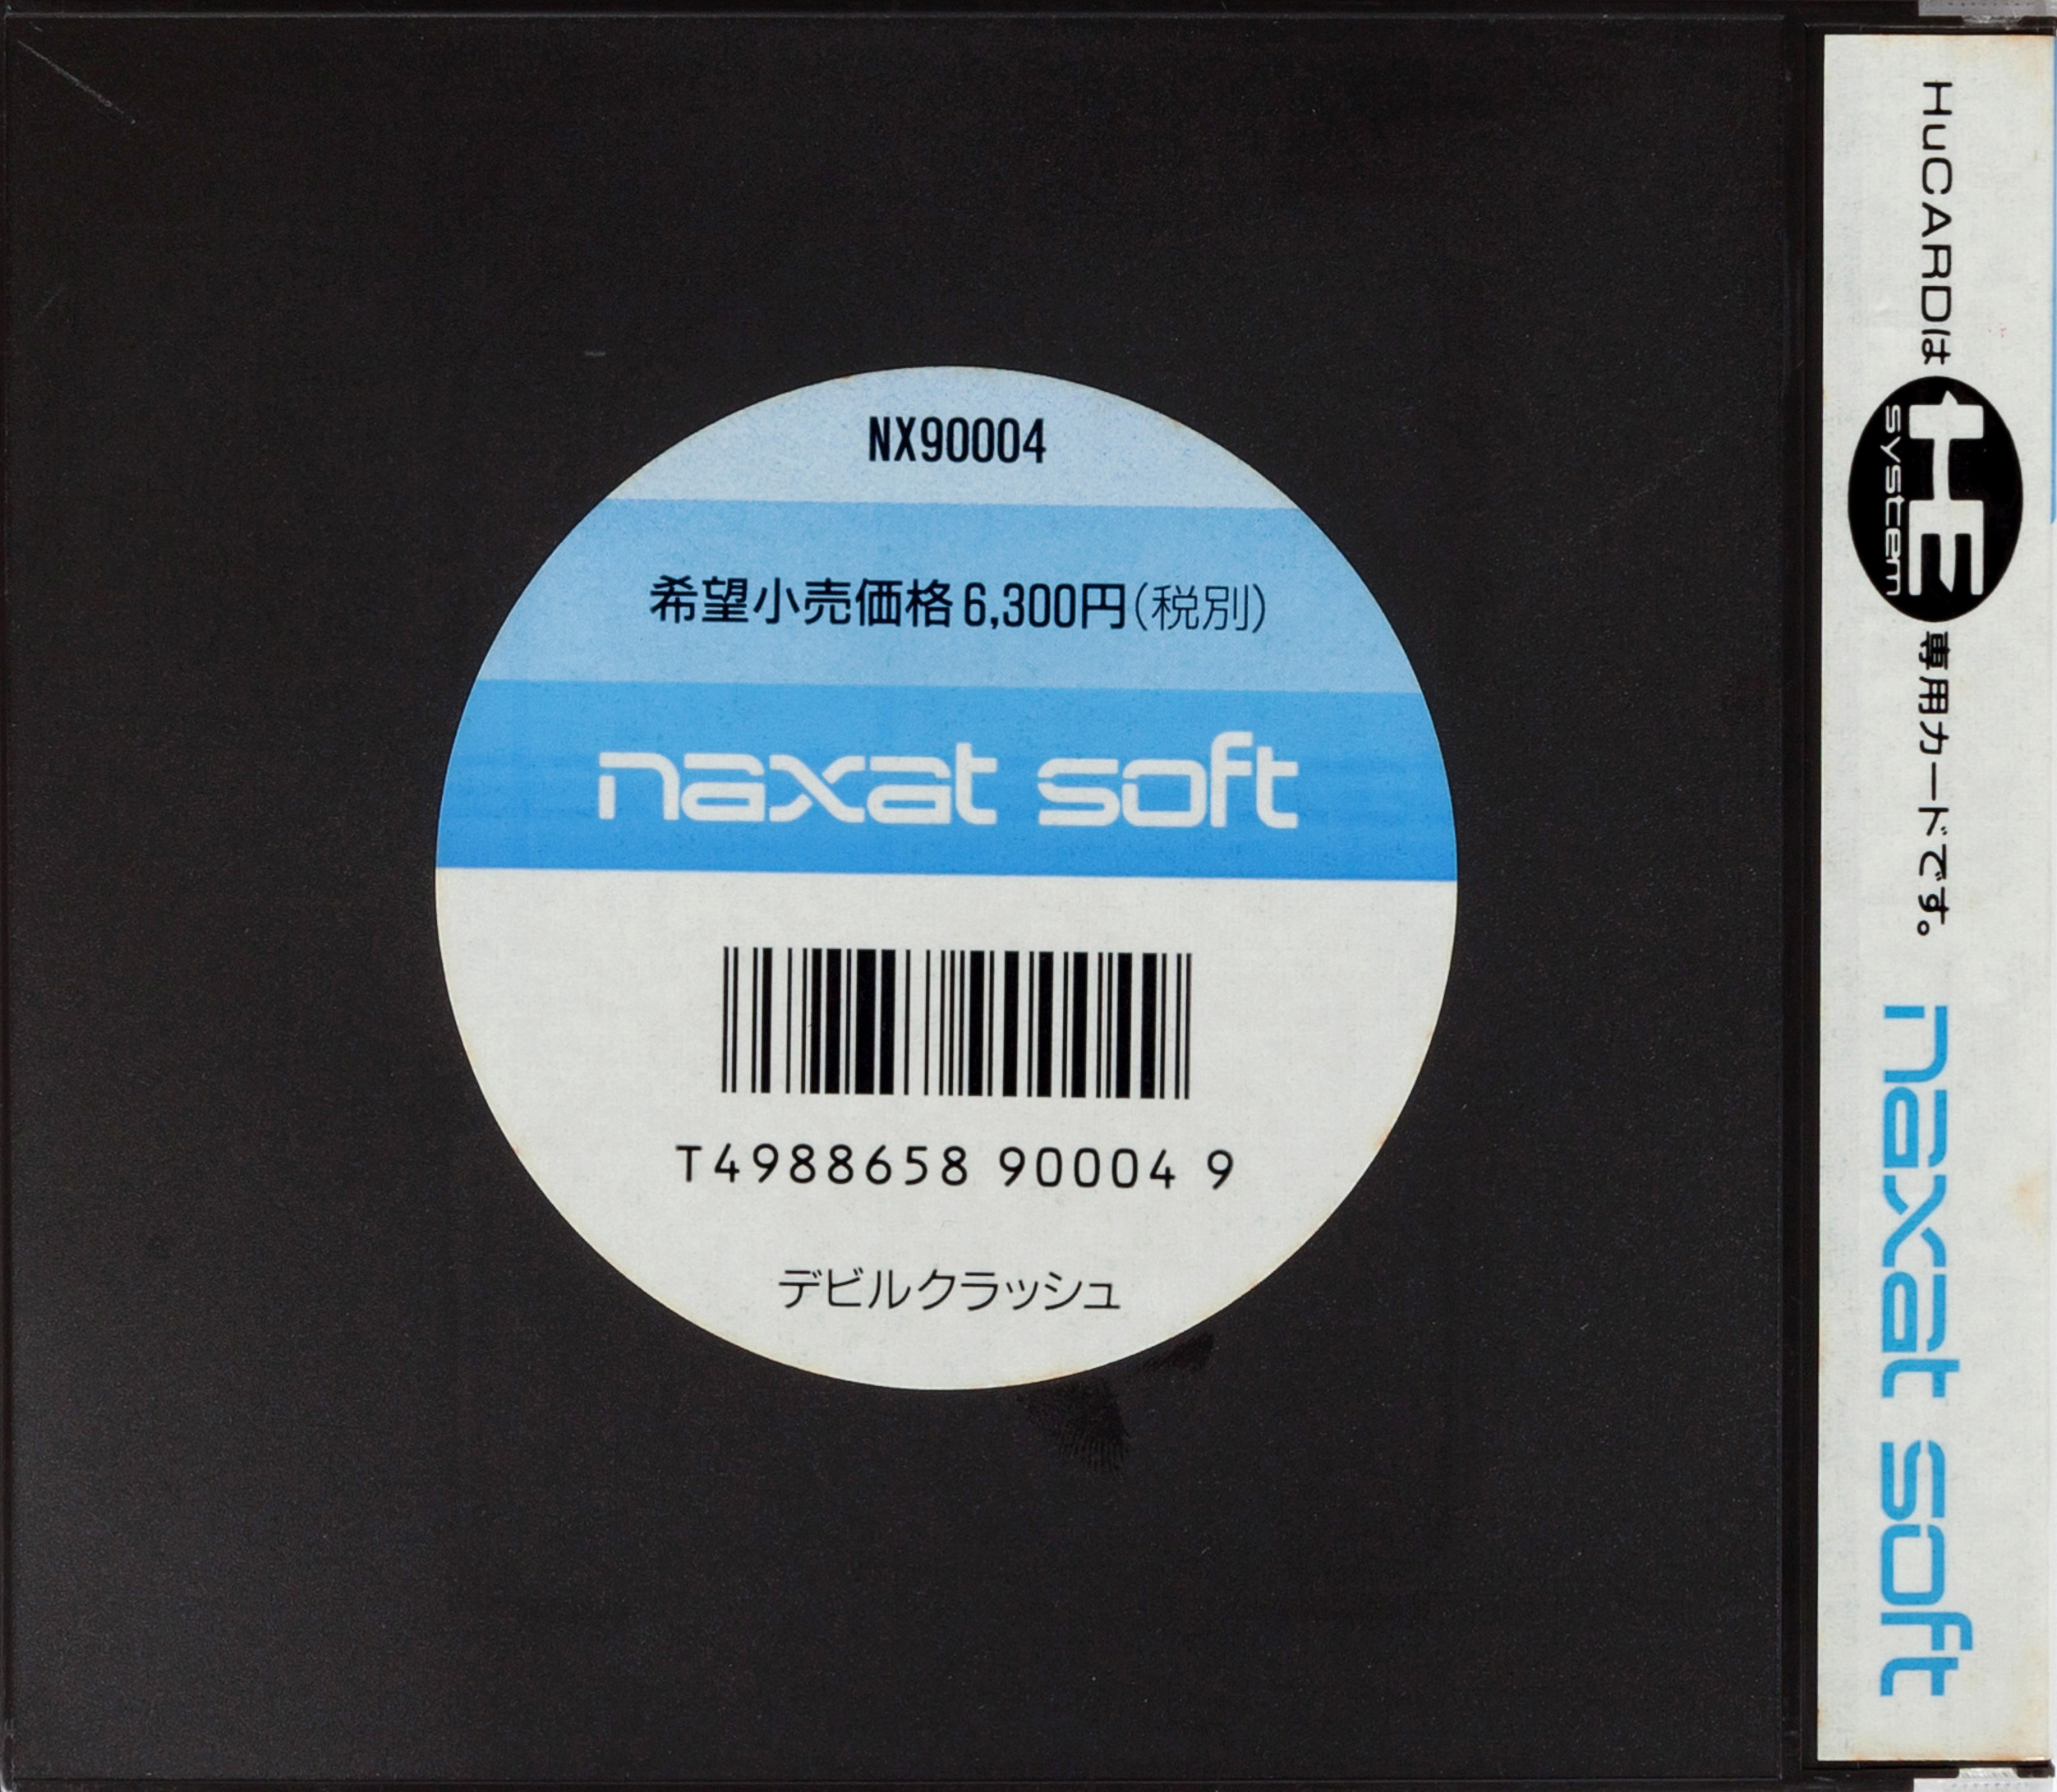 NX90004
希望小売価格6,300円(税別)
naxat soft
T4988658 90004 9
デビルクラッシュ
HuCARDは HE system 専用カードです。
naxat soft